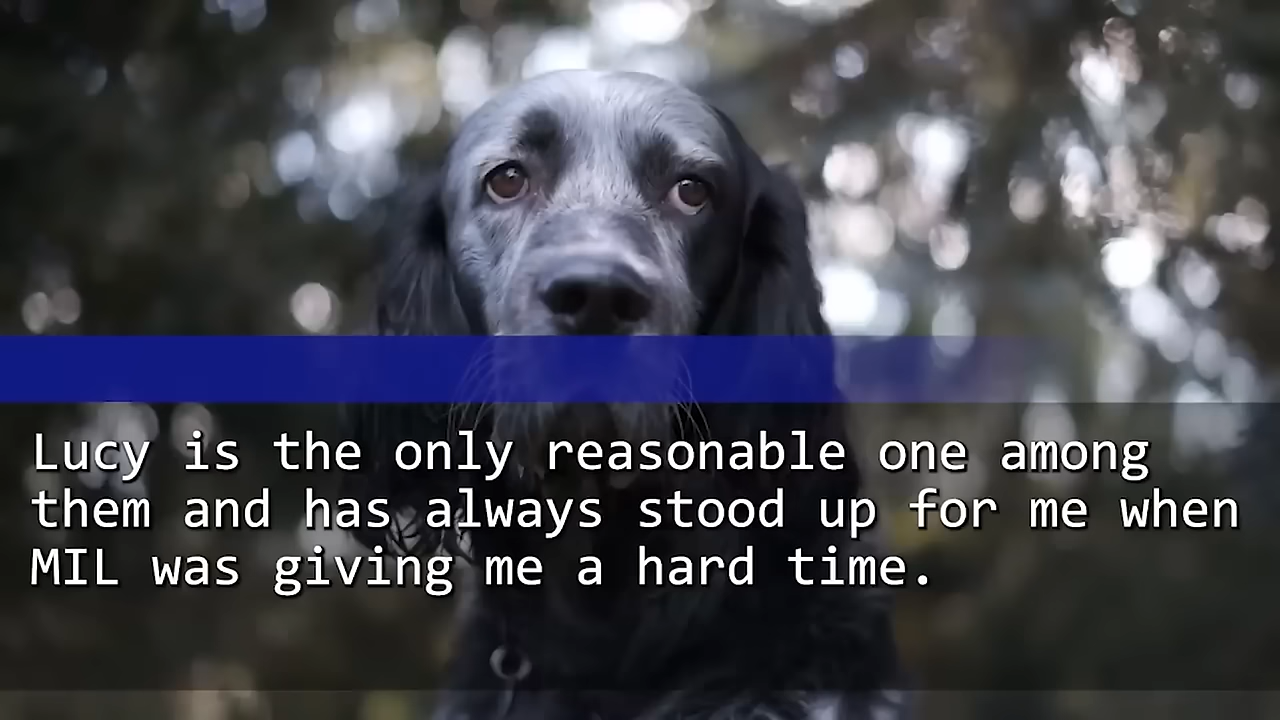 Lucy is the only reasonable one among
them and has always stood up for me when
MIL was giving me a hard time.